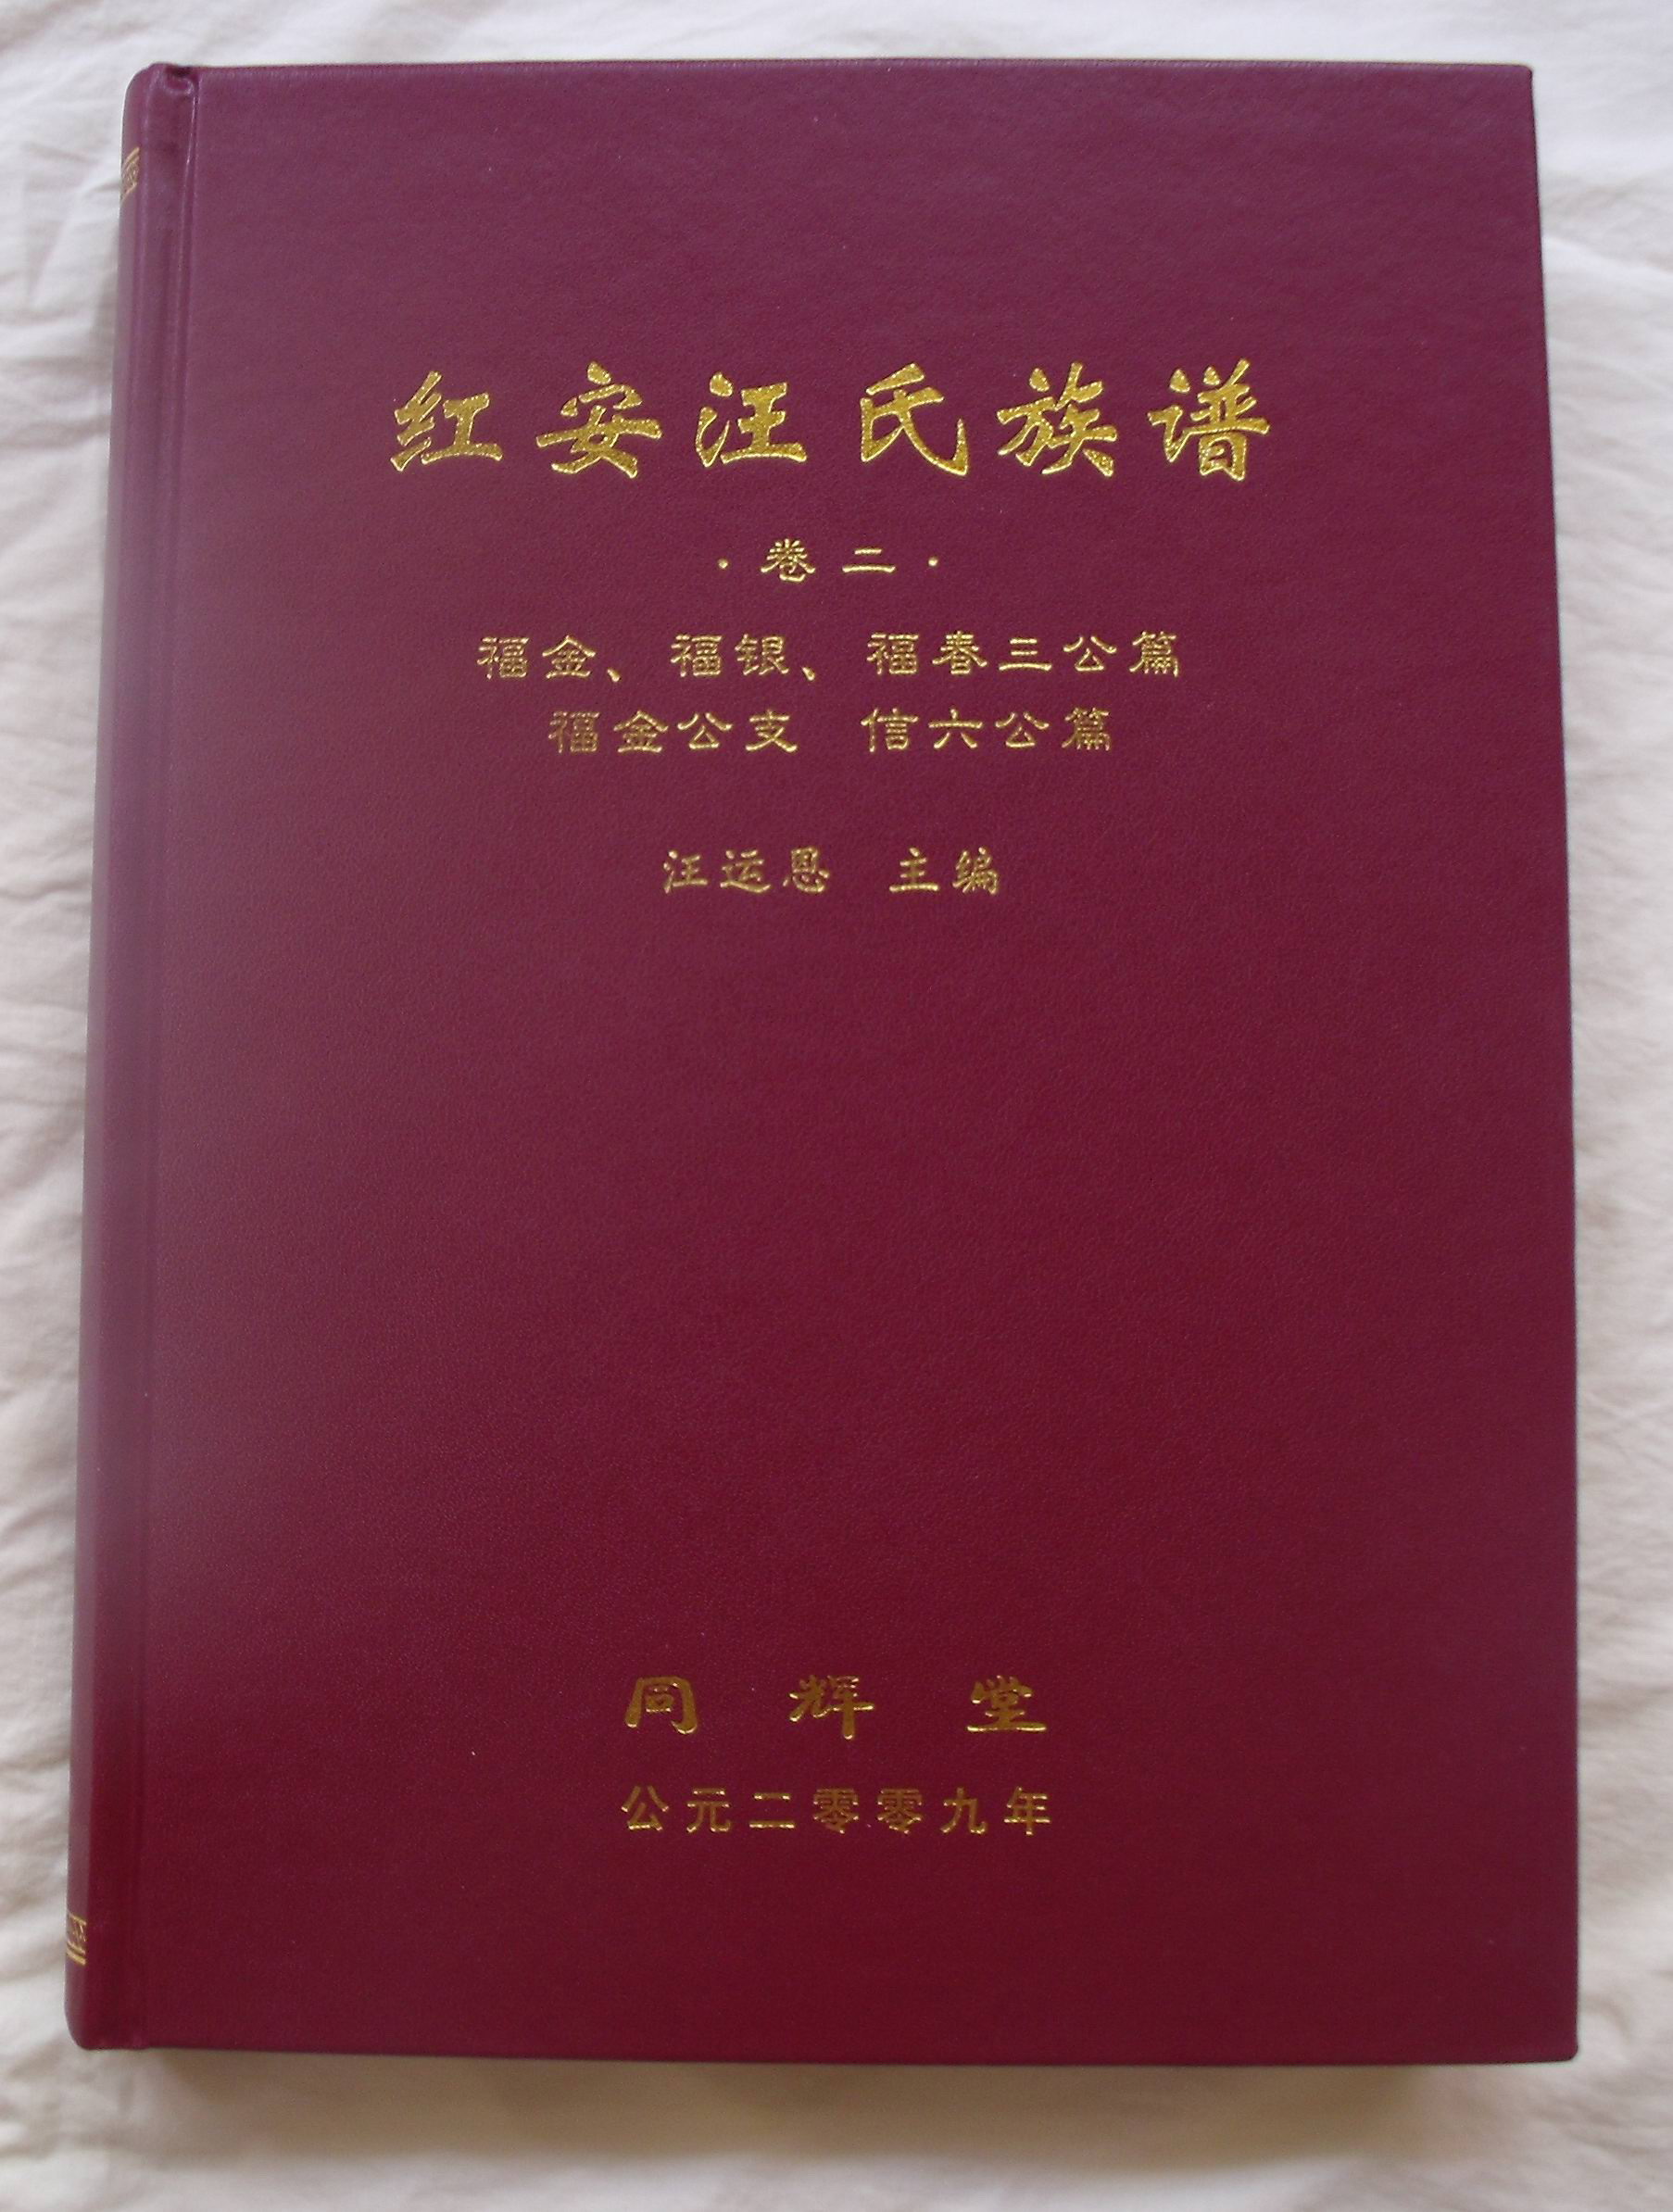 红安汪氏族谱
·卷二·
福金、福银、福春三公篇
福金公支 信六公篇
汪运恩 主编
同辉堂
公元二零零九年